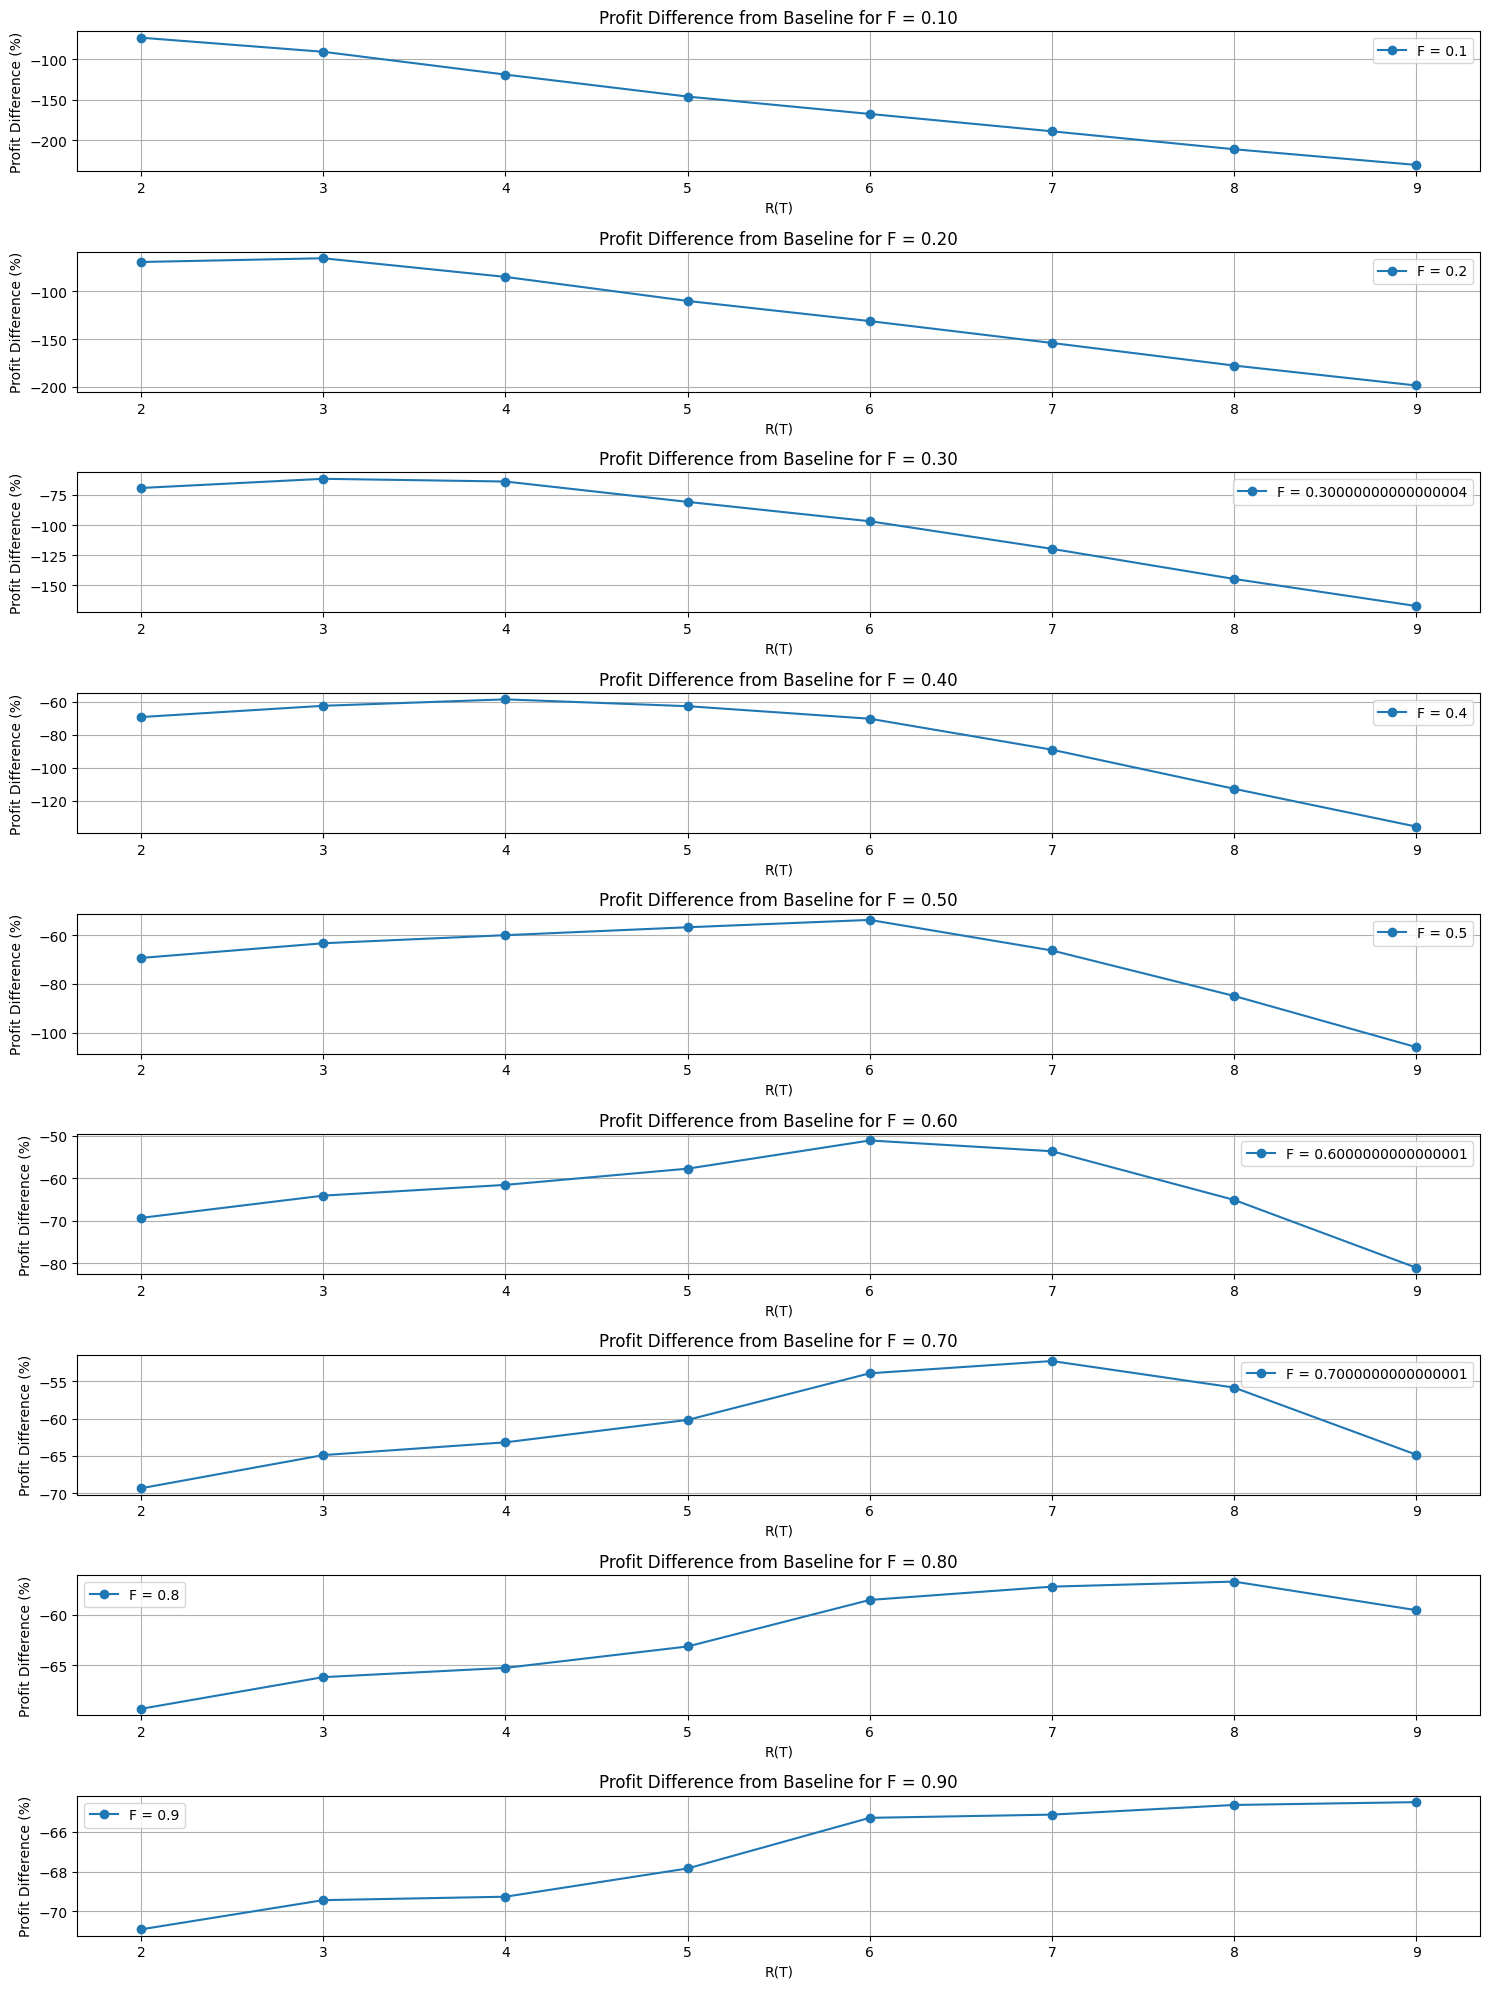 Profit Difference from Baseline for F = 0.10
Profit Difference (%)
−100
−150
−200
F = 0.1
2 3 4 5 6 7 8 9
R(T)
Profit Difference from Baseline for F = 0.20
Profit Difference (%)
−100
−150
−200
F = 0.2
2 3 4 5 6 7 8 9
R(T)
Profit Difference from Baseline for F = 0.30
Profit Difference (%)
−75
−100
−125
−150
F = 0.30000000000000004
2 3 4 5 6 7 8 9
R(T)
Profit Difference from Baseline for F = 0.40
Profit Difference (%)
−60
−80
−100
−120
F = 0.4
2 3 4 5 6 7 8 9
R(T)
Profit Difference from Baseline for F = 0.50
Profit Difference (%)
−60
−80
−100
F = 0.5
2 3 4 5 6 7 8 9
R(T)
Profit Difference from Baseline for F = 0.60
Profit Difference (%)
−50
−60
−70
−80
F = 0.6000000000000001
2 3 4 5 6 7 8 9
R(T)
Profit Difference from Baseline for F = 0.70
Profit Difference (%)
−55
−60
−65
−70
F = 0.7000000000000001
2 3 4 5 6 7 8 9
R(T)
Profit Difference from Baseline for F = 0.80
Profit Difference (%)
−60
−65
F = 0.8
2 3 4 5 6 7 8 9
R(T)
Profit Difference from Baseline for F = 0.90
Profit Difference (%)
−66
−68
−70
F = 0.9
2 3 4 5 6 7 8 9
R(T)